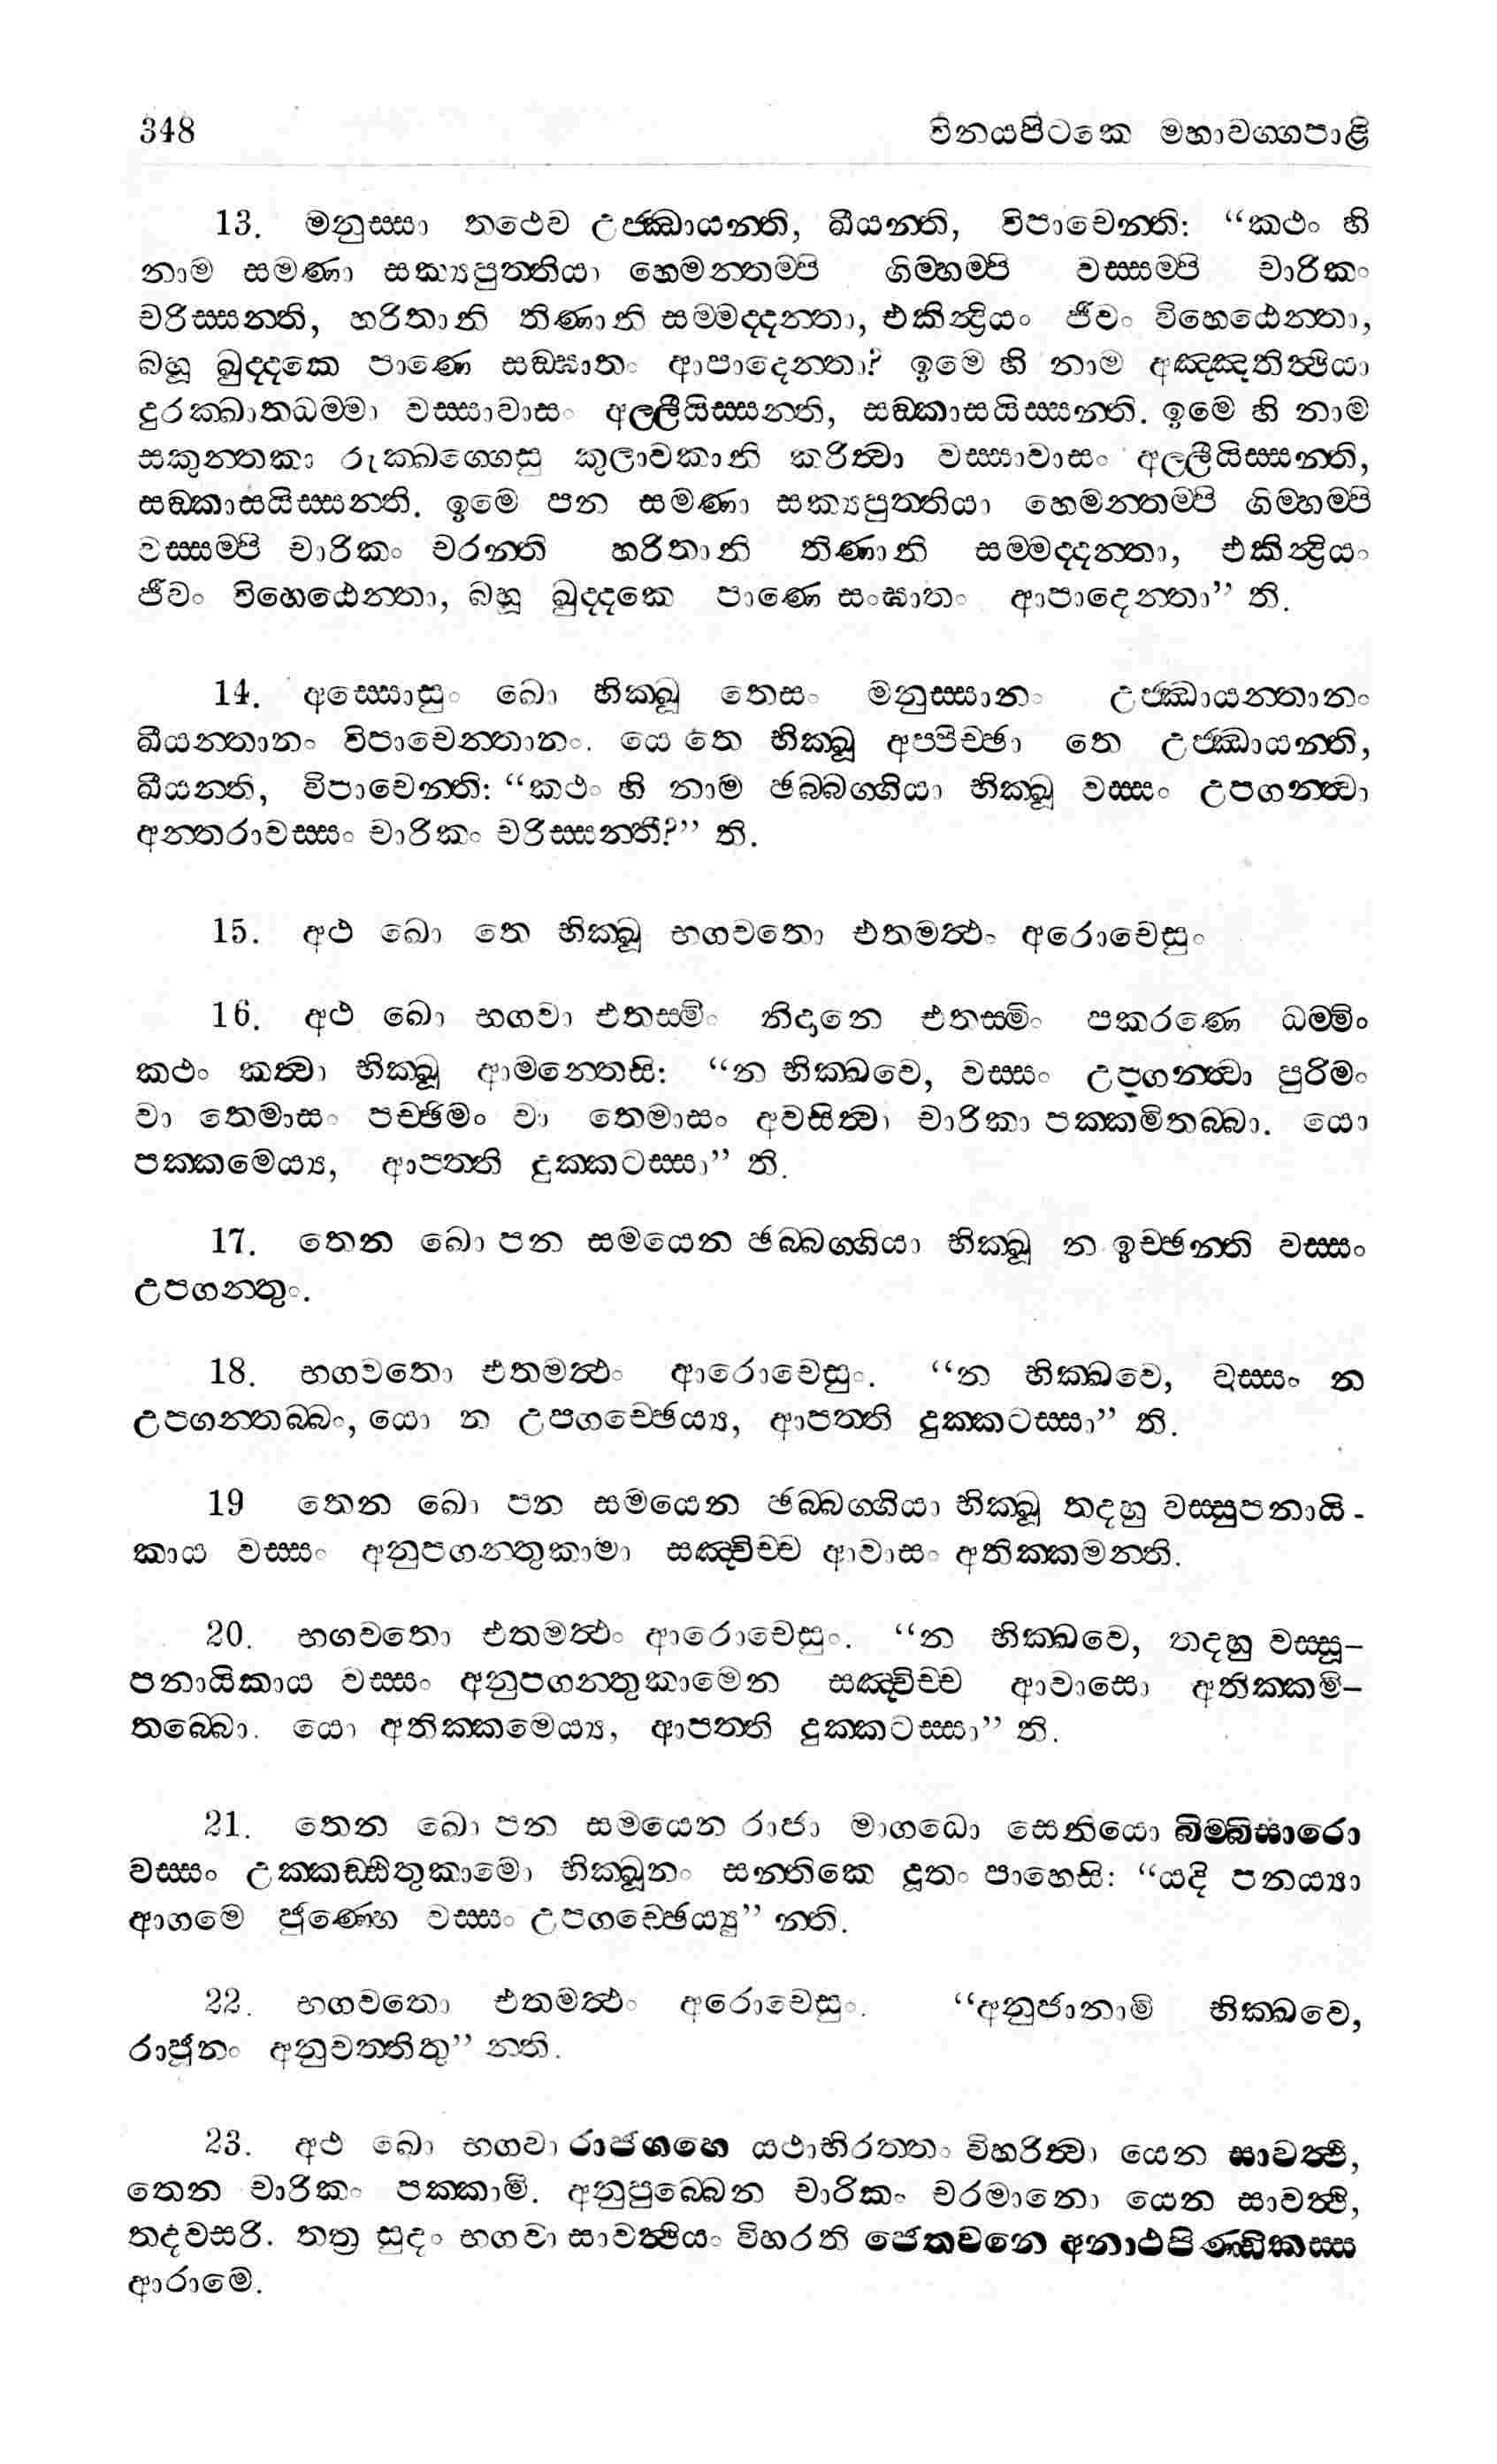 348 විනයපිටකෙ මහාවග්ගපාළි
13. මනුස්සා තථෙව උජ්ඣායන්ති, ඛීයන්ති, විපාචෙන්ති: “කථං හි
නාම සමණා සක්‍යපුත්තියා හෙමන්තම්පි ගිම්හම්පි වස්සම්පි චාරිකං
චරිස්සන්ති, හරිතානි තිණානි සම්මද්දන්තා, එකින්ද්‍රියං ජීවං විහෙඨෙන්තා,
බහූ ඛුද්දකෙ පාණෙ සඞ්ඝාතං ආපාදෙන්තා? ඉමෙ හි නාම අඤ්ඤතිත්ථියා
දුරක්ඛාතධම්මා වස්සාවාසං අල්ලීයිස්සන්ති, සඞ්කාසයිස්සන්ති. ඉමෙ හි නාම
සකුන්තකා රුක්ඛග්ගෙසු කුලාවකානි කරිත්වා වස්සාවාසං අල්ලීයිස්සන්ති,
සඞ්කාසයිස්සන්ති. ඉමෙ පන සමණා සක්‍යපුත්තියා හෙමන්තම්පි ගිම්හම්පි
වස්සම්පි චාරිකං චරන්ති හරිතානි තිණානි සම්මද්දන්තා, එකින්ද්‍රියං
ජීවං විහෙඨෙන්තා, බහූ ඛුද්දකෙ පාණෙ සංඝාතං ආපාදෙන්තා” ති.
14. අස්සොසුං ඛො භික්ඛූ තෙසං මනුස්සානං උජ්ඣායන්තානං
ඛීයන්තානං විපාචෙන්තානං. යෙ තෙ භික්ඛූ අප්පිච්ඡා තෙ උජ්ඣායන්ති,
ඛීයන්ති, විපාචෙන්ති: “කථං හි නාම ඡබ්බග්ගියා භික්ඛූ වස්සං උපගන්ත්වා
අන්තරාවස්සං චාරිකං චරිස්සන්තී?” ති.
15. අථ ඛො තෙ භික්ඛූ භගවතො එතමත්ථං අරොචෙසුං
16. අථ ඛො භගවා එතස්මිං නිදානෙ එතස්මිං පකරණෙ ධම්මිං
කථං කත්වා භික්ඛූ ආමන්තෙසි: “න භික්ඛවෙ, වස්සං උපගන්ත්වා පුරිමං
වා තෙමාසං පච්ඡිමං වා තෙමාසං අවසිත්වා චාරිකා පක්කමිතබ්බා. යො
පක්කමෙය්‍ය, ආපත්ති දුක්කටස්සා” ති.
17. තෙන ඛො පන සමයෙන ඡබ්බග්ගියා භික්ඛූ න ඉච්ඡන්ති වස්සං
උපගන්තුං.
18. භගවතො එතමත්ථං ආරොචෙසුං. “න භික්ඛවෙ, වස්සං න
උපගන්තබ්බං, යො න උපගච්ඡෙය්‍ය, ආපත්ති දුක්කටස්සා” ති.
19 තෙන ඛො පන සමයෙන ඡබ්බග්ගියා භික්ඛූ තදහු වස්සුපනායි-
කාය වස්සං අනුපගන්තුකාමා සඤ්චිච්ච ආවාසං අතික්කමන්ති.
20. භගවතො එතමත්ථං ආරොචෙසුං. “න භික්ඛවෙ, තදහු වස්සූ-
පනායිකාය වස්සං අනුපගන්තුකාමෙන සඤ්චිච්ච ආවාසො අතික්කමි-
තබ්බො. යො අතික්කමෙය්‍ය, ආපත්ති දුක්කටස්සා” ති.
21. තෙන ඛො පන සමයෙන රාජා මාගධො සෙනියො බිම්බිසාරො
වස්සං උක්කඩ්ඪිතුකාමො භික්ඛූනං සන්තිකෙ දූතං පාහෙසි: “යදි පනය්‍යා
ආගමෙ ජුණ්හෙ වස්සං උපගච්ඡෙය්‍යු” න්ති.
22. භගවතො එතමත්ථං අරොචෙසුං. “අනුජානාමි භික්ඛවෙ,
රාජූනං අනුවත්තිතු” න්ති.
23. අථ ඛො භගවා රාජගහෙ යථාභිරත්තං විහරිත්වා යෙන සාවත්ථි,
තෙන චාරිකං පක්කාමි. අනුපුබ්බෙන චාරිකං චරමානො යෙන සාවත්ථි,
තදවසරි. තත්‍ර සුදං භගවා සාවත්ථියං විහරති ජෙතවනෙ අනාථපිණ්ඩිකස්ස
ආරාමෙ.